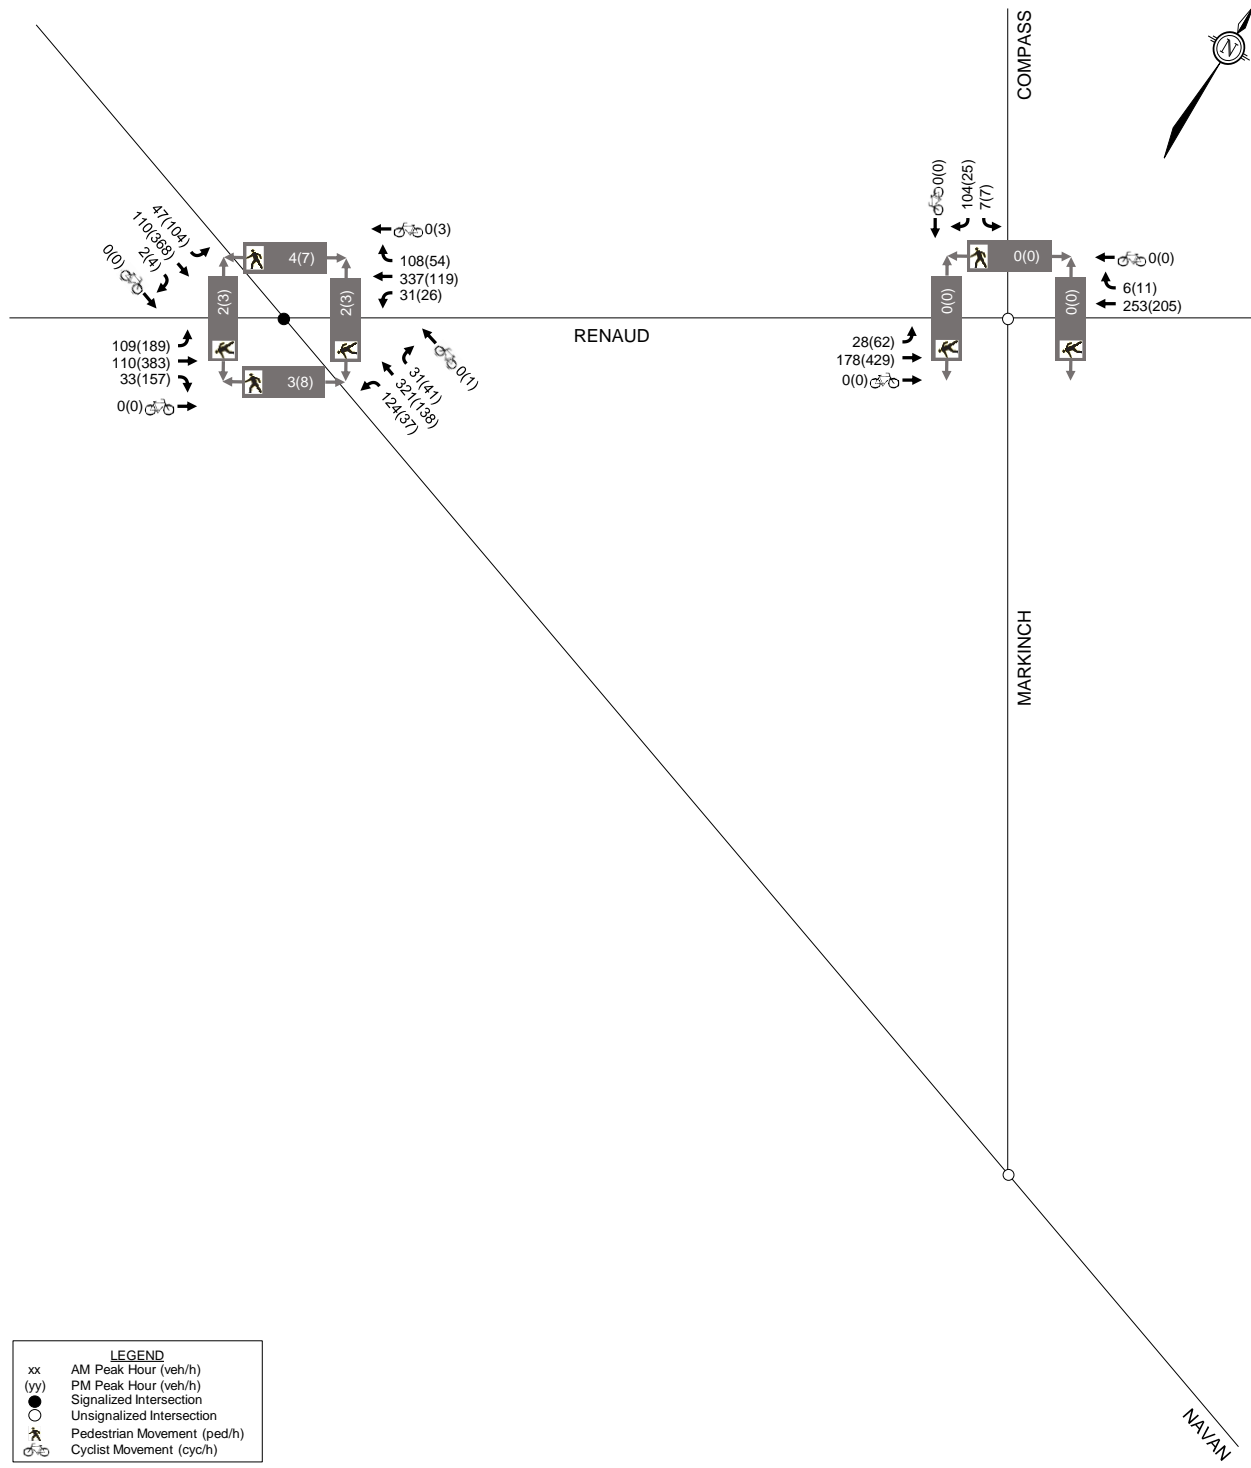 COMPASS
N
0(0)
104(25)
7(7)
47(104)
110(368)
2(4)
0(0)
4(7)
0(3)
108(54)
337(119)
31(26)
2(3)
2(3)
RENAUD
109(189)
110(383)
33(157)
0(0)
3(8)
0(1)
31(41)
321(138)
124(37)
0(0)
0(0)
0(0)
0(0)
6(11)
253(205)
28(62)
178(429)
0(0)
MARKINCH
NAVAN
LEGEND
xx AM Peak Hour (veh/h)
(yy) PM Peak Hour (veh/h)
Signalized Intersection
Unsignalized Intersection
Pedestrian Movement (ped/h)
Cyclist Movement (cyc/h)